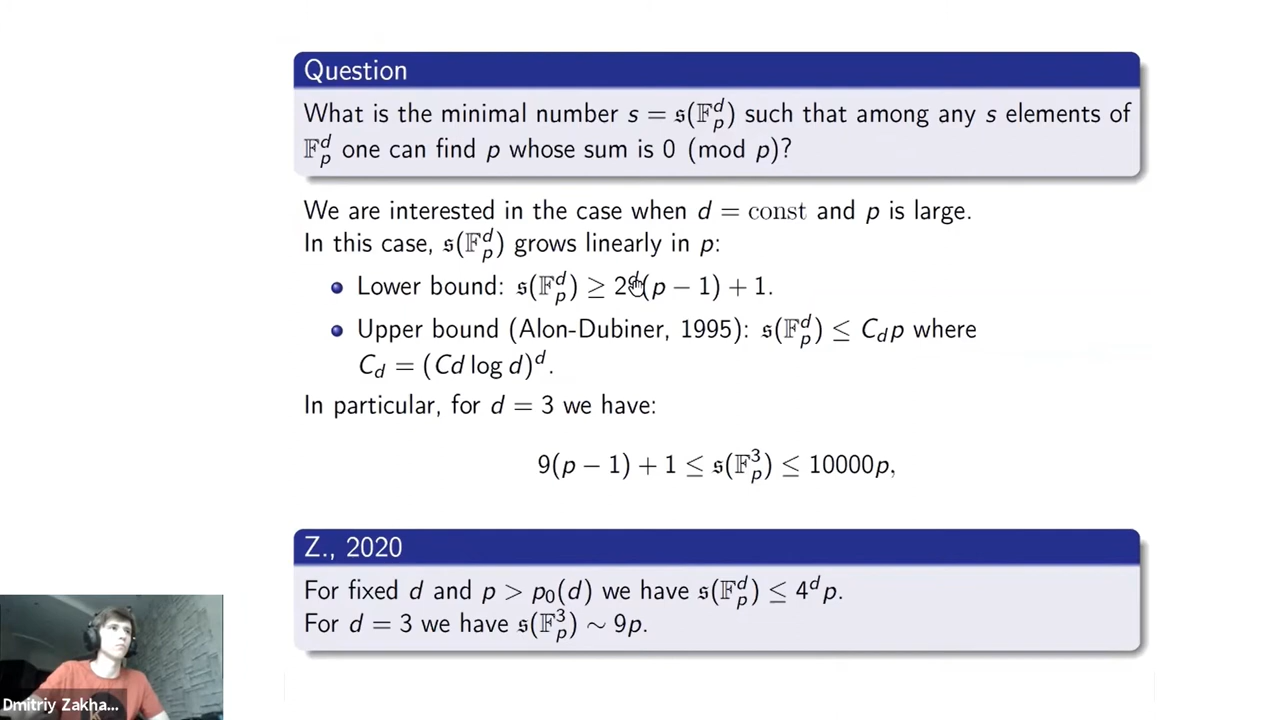 Question
What is the minimal number s = 𝔰(𝔽_p^d) such that among any s elements of
𝔽_p^d one can find p whose sum is 0 (mod p)?
We are interested in the case when d = const and p is large.
In this case, 𝔰(𝔽_p^d) grows linearly in p:
• Lower bound: 𝔰(𝔽_p^d) ≥ 2^d(p − 1) + 1.
• Upper bound (Alon-Dubiner, 1995): 𝔰(𝔽_p^d) ≤ C_d p where
C_d = (Cd log d)^d.
In particular, for d = 3 we have:
9(p − 1) + 1 ≤ 𝔰(𝔽_p^3) ≤ 10000p,
Z., 2020
For fixed d and p > p_0(d) we have 𝔰(𝔽_p^d) ≤ 4^d p.
For d = 3 we have 𝔰(𝔽_p^3) ∼ 9p.
Dmitriy Zakha...